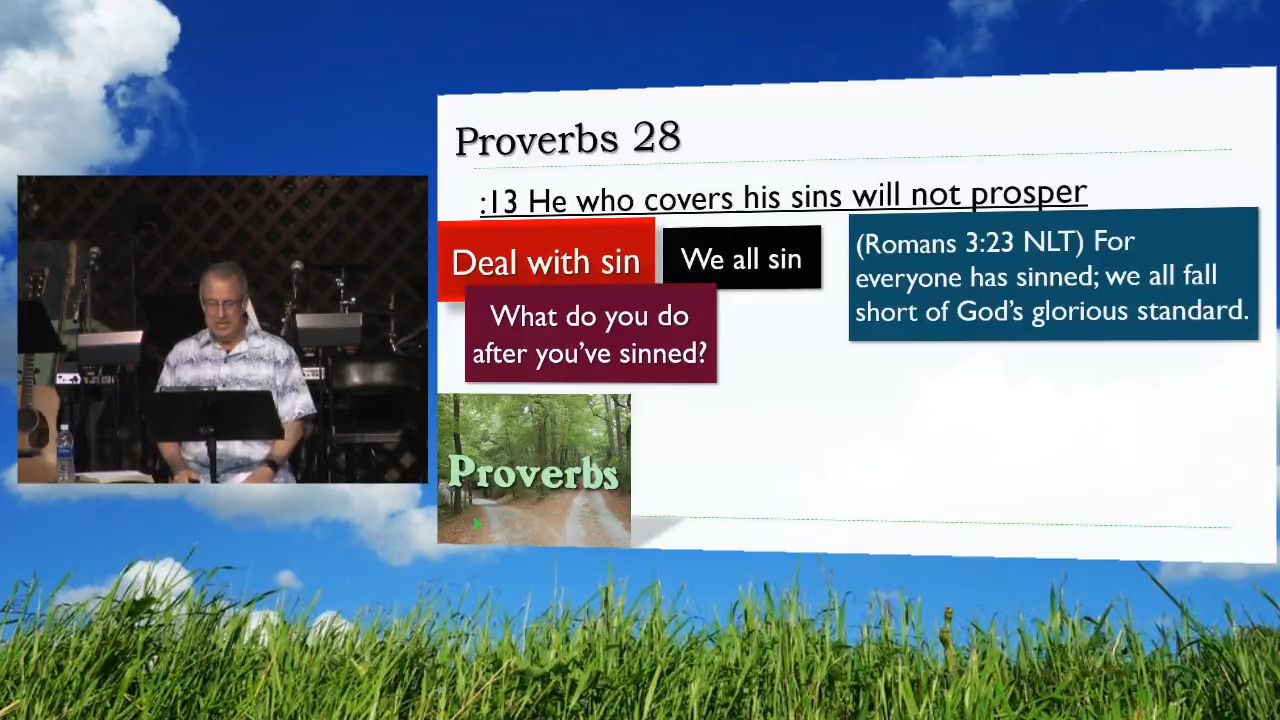 Proverbs 28
:13 He who covers his sins will not prosper
Deal with sin
We all sin
(Romans 3:23 NLT) For
everyone has sinned; we all fall
short of God's glorious standard.
What do you do
after you've sinned?
Proverbs